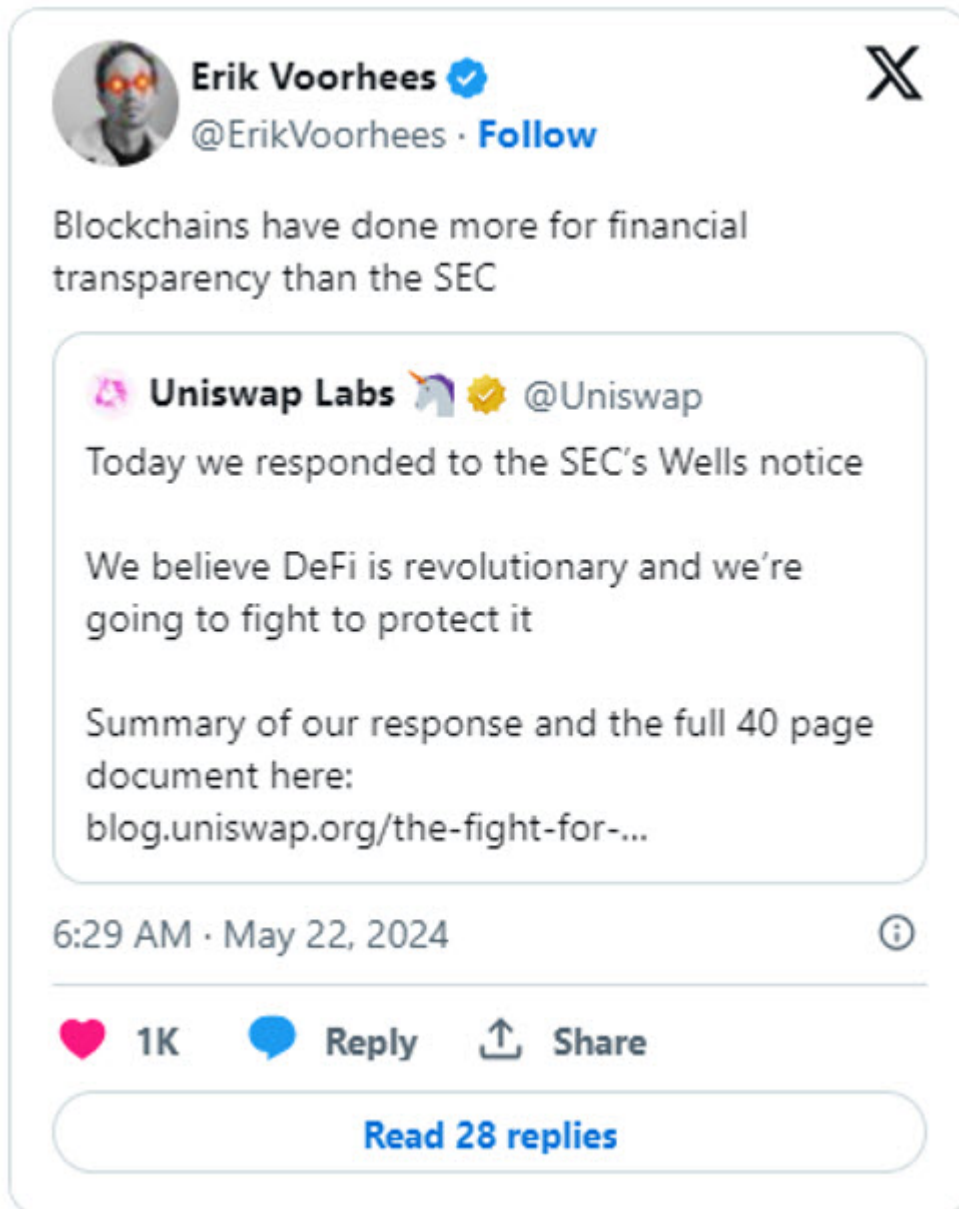 Erik Voorhees
@ErikVoorhees · Follow
Blockchains have done more for financial
transparency than the SEC
Uniswap Labs 🦄 @Uniswap
Today we responded to the SEC’s Wells notice
We believe DeFi is revolutionary and we’re
going to fight to protect it
Summary of our response and the full 40 page
document here:
blog.uniswap.org/the-fight-for-...
6:29 AM · May 22, 2024
1K Reply Share
Read 28 replies